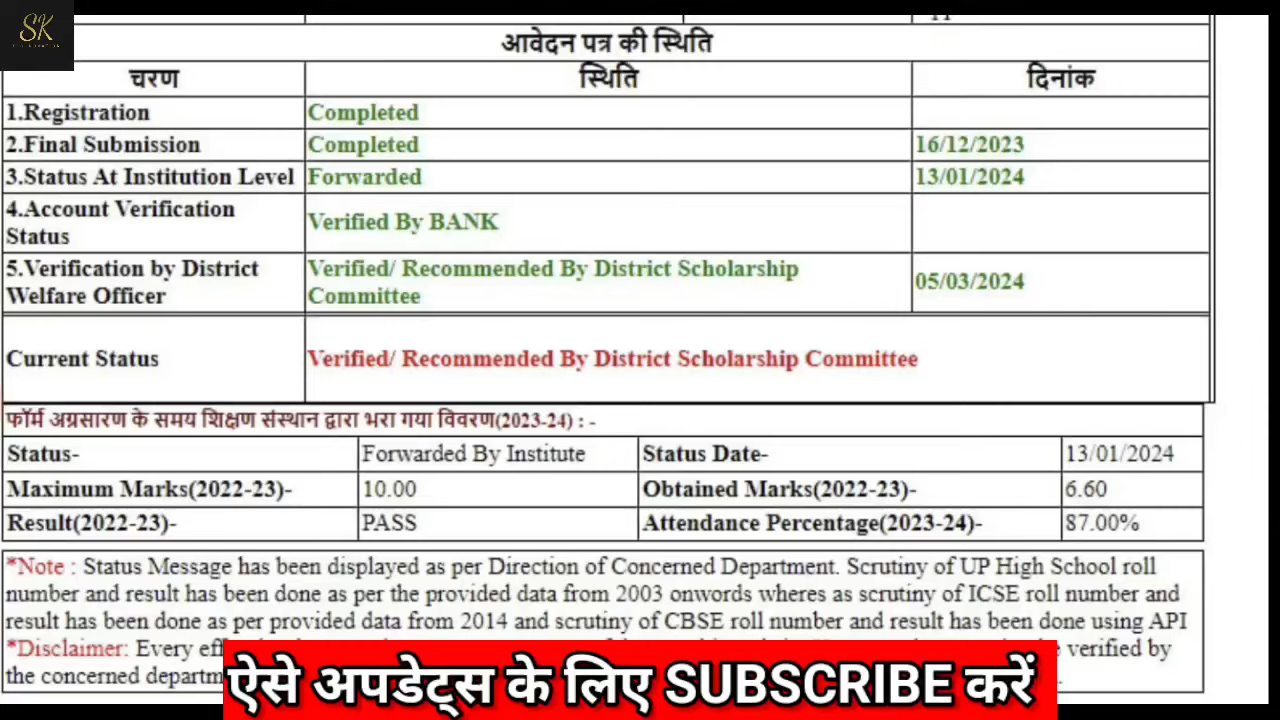 SK
आवेदन पत्र की स्थिति
चरण स्थिति दिनांक
1.Registration Completed
2.Final Submission Completed 16/12/2023
3.Status At Institution Level Forwarded 13/01/2024
4.Account Verification
Status Verified By BANK
5.Verification by District
Welfare Officer Verified/ Recommended By District Scholarship
Committee 05/03/2024
Current Status Verified/ Recommended By District Scholarship Committee
फॉर्म अग्रसारण के समय शिक्षण संस्थान द्वारा भरा गया विवरण(2023-24) : -
Status- Forwarded By Institute Status Date- 13/01/2024
Maximum Marks(2022-23)- 10.00 Obtained Marks(2022-23)- 6.60
Result(2022-23)- PASS Attendance Percentage(2023-24)- 87.00%
*Note : Status Message has been displayed as per Direction of Concerned Department. Scrutiny of UP High School roll
number and result has been done as per the provided data from 2003 onwords wheres as scrutiny of ICSE roll number and
result has been done as per provided data from 2014 and scrutiny of CBSE roll number and result has been done using API
*Disclaimer: Every verified by
the concerned
ऐसे अपडेट्स के लिए SUBSCRIBE करें